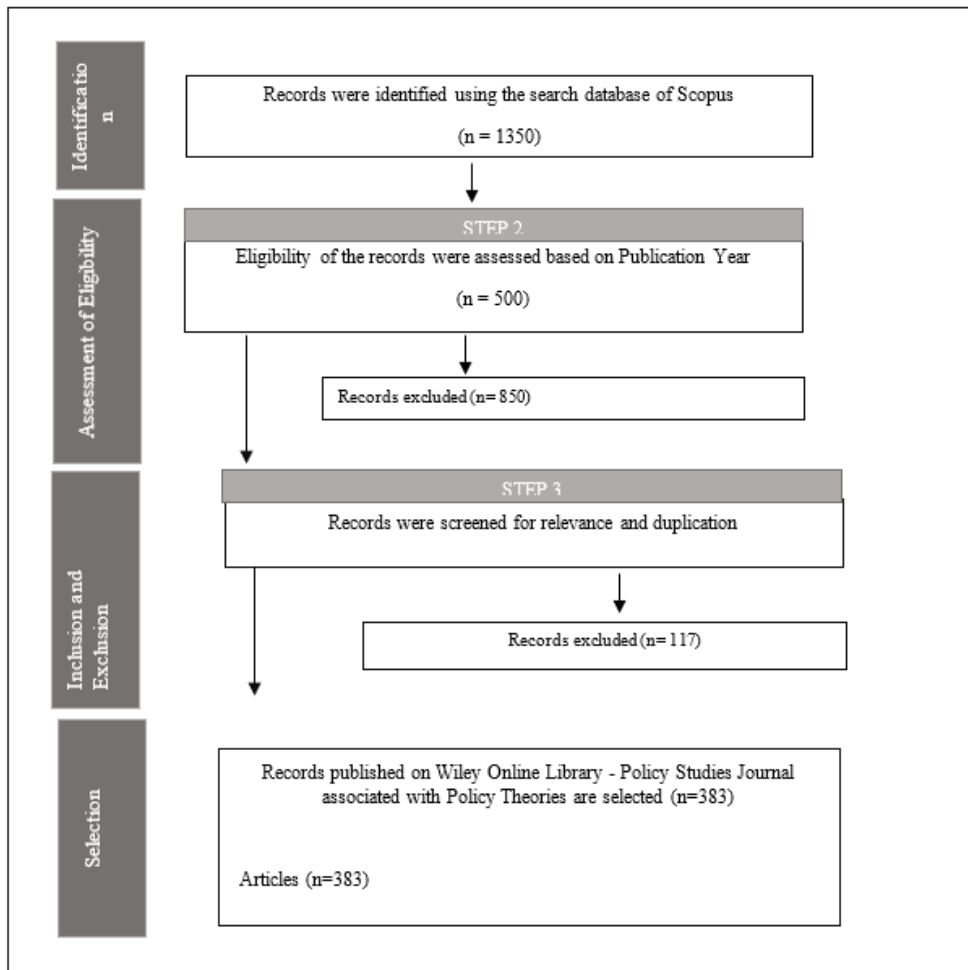 Identificatio
n
Records were identified using the search database of Scopus
(n = 1350)
Assessment of Eligibility
STEP 2
Eligibility of the records were assessed based on Publication Year
(n = 500)
Records excluded (n= 850)
Inclusion and
Exclusion
STEP 3
Records were screened for relevance and duplication
Records excluded (n= 117)
Selection
Records published on Wiley Online Library - Policy Studies Journal
associated with Policy Theories are selected (n=383)
Articles (n=383)